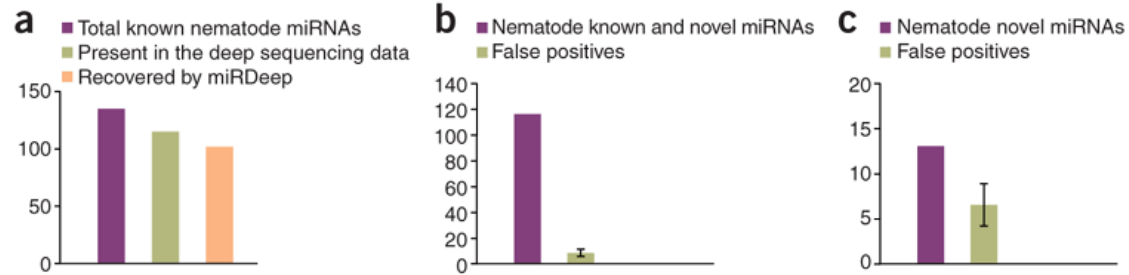 a
Total known nematode miRNAs
Present in the deep sequencing data
Recovered by miRDeep
150
100
50
0
b
Nematode known and novel miRNAs
False positives
140
120
100
80
60
40
20
0
c
Nematode novel miRNAs
False positives
20
15
10
5
0